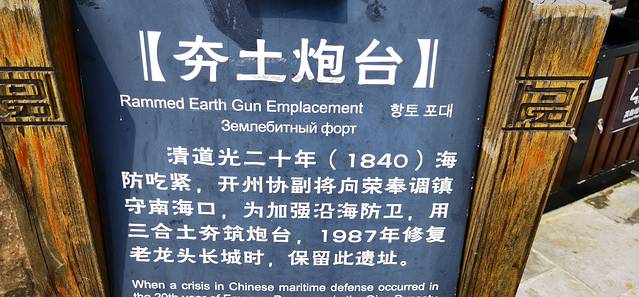 【夯土炮台】
Rammed Earth Gun Emplacement 항토 포대
Землебитный форт
清道光二十年（1840）海
防吃紧，开州协副将向荣奉调镇
守南海口，为加强沿海防卫，用
三合土夯筑炮台，1987年修复
老龙头长城时，保留此遗址。
When a crisis in Chinese maritime defense occurred in